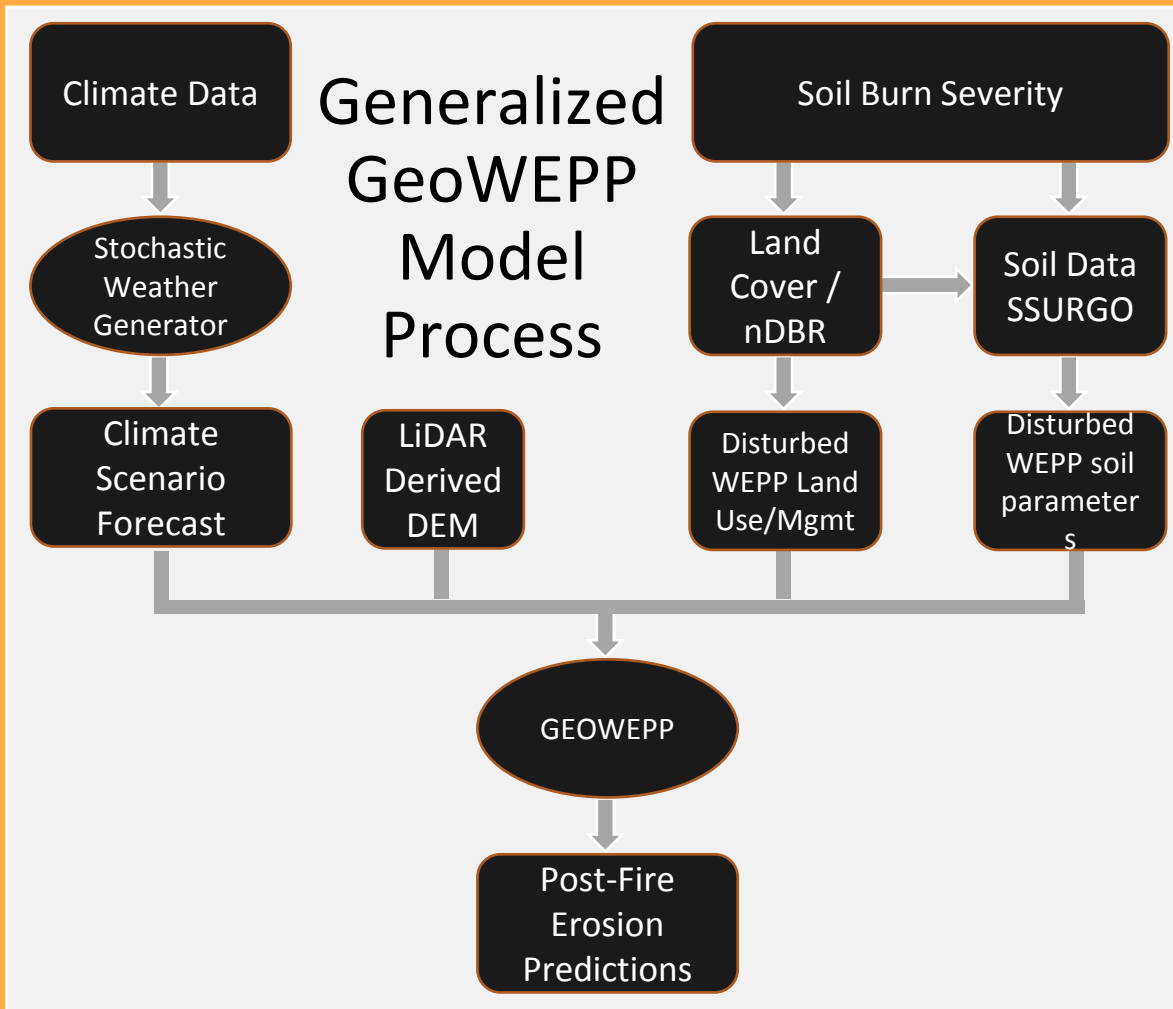 Climate Data
Generalized
GeoWEPP
Model
Process
Soil Burn Severity
Stochastic
Weather
Generator
Land
Cover /
nDBR
Soil Data
SSURGO
Climate
Scenario
Forecast
LiDAR
Derived
DEM
Disturbed
WEPP Land
Use/Mgmt
Disturbed
WEPP soil
parameter
s
GEOWEPP
Post-Fire
Erosion
Predictions